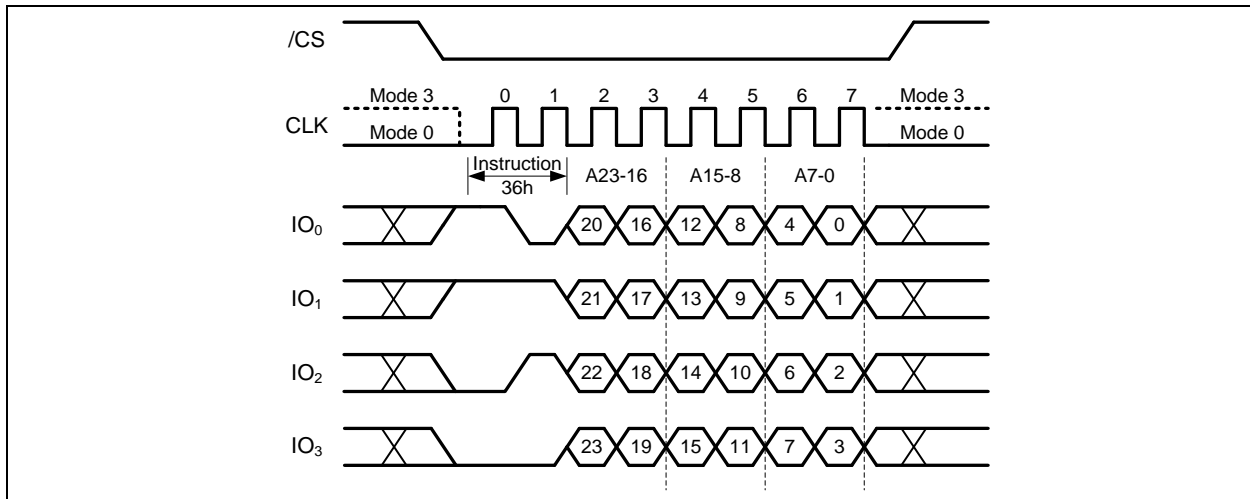 /CS
Mode 3 0 1 2 3 4 5 6 7 Mode 3
CLK
Mode 0 Mode 0
Instruction
36h A23-16 A15-8 A7-0
IO0 20 16 12 8 4 0
IO1 21 17 13 9 5 1
IO2 22 18 14 10 6 2
IO3 23 19 15 11 7 3